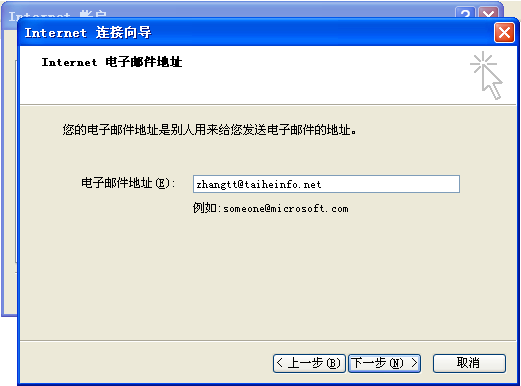 Internet 帐户
Internet 连接向导
Internet 电子邮件地址
您的电子邮件地址是别人用来给您发送电子邮件的地址。
电子邮件地址(E): zhangtt@taiheinfo.net
例如:someone@microsoft.com
< 上一步(B) 下一步(N) > 取消